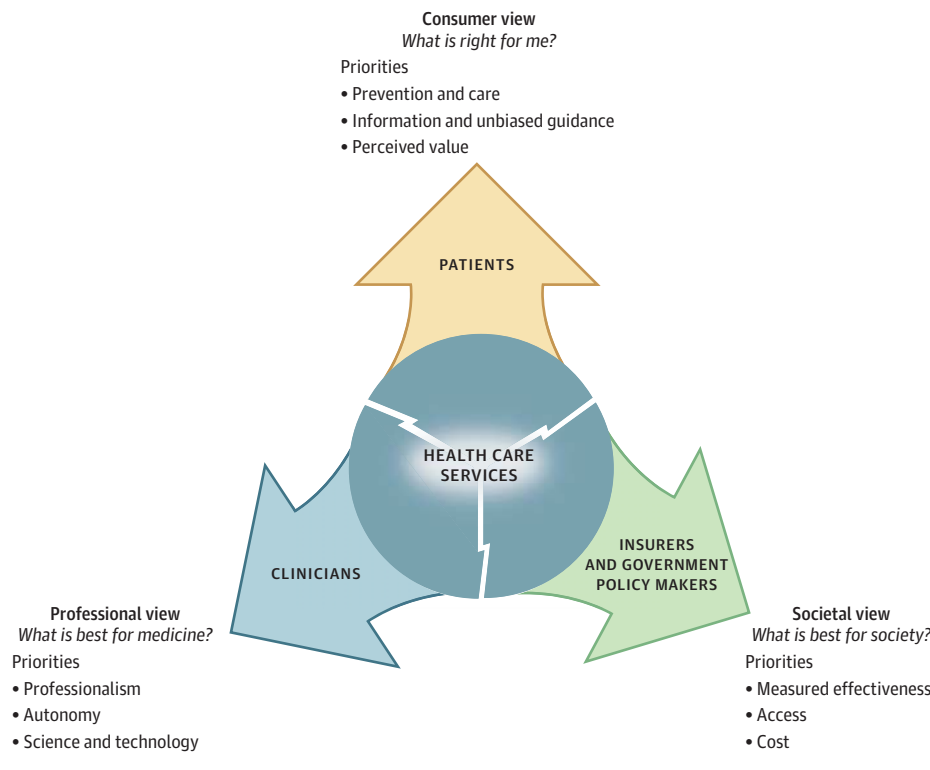 Consumer view
What is right for me?
Priorities
• Prevention and care
• Information and unbiased guidance
• Perceived value
PATIENTS
HEALTH CARE
SERVICES
CLINICIANS
INSURERS
AND GOVERNMENT
POLICY MAKERS
Professional view
What is best for medicine?
Priorities
• Professionalism
• Autonomy
• Science and technology
Societal view
What is best for society?
Priorities
• Measured effectiveness
• Access
• Cost